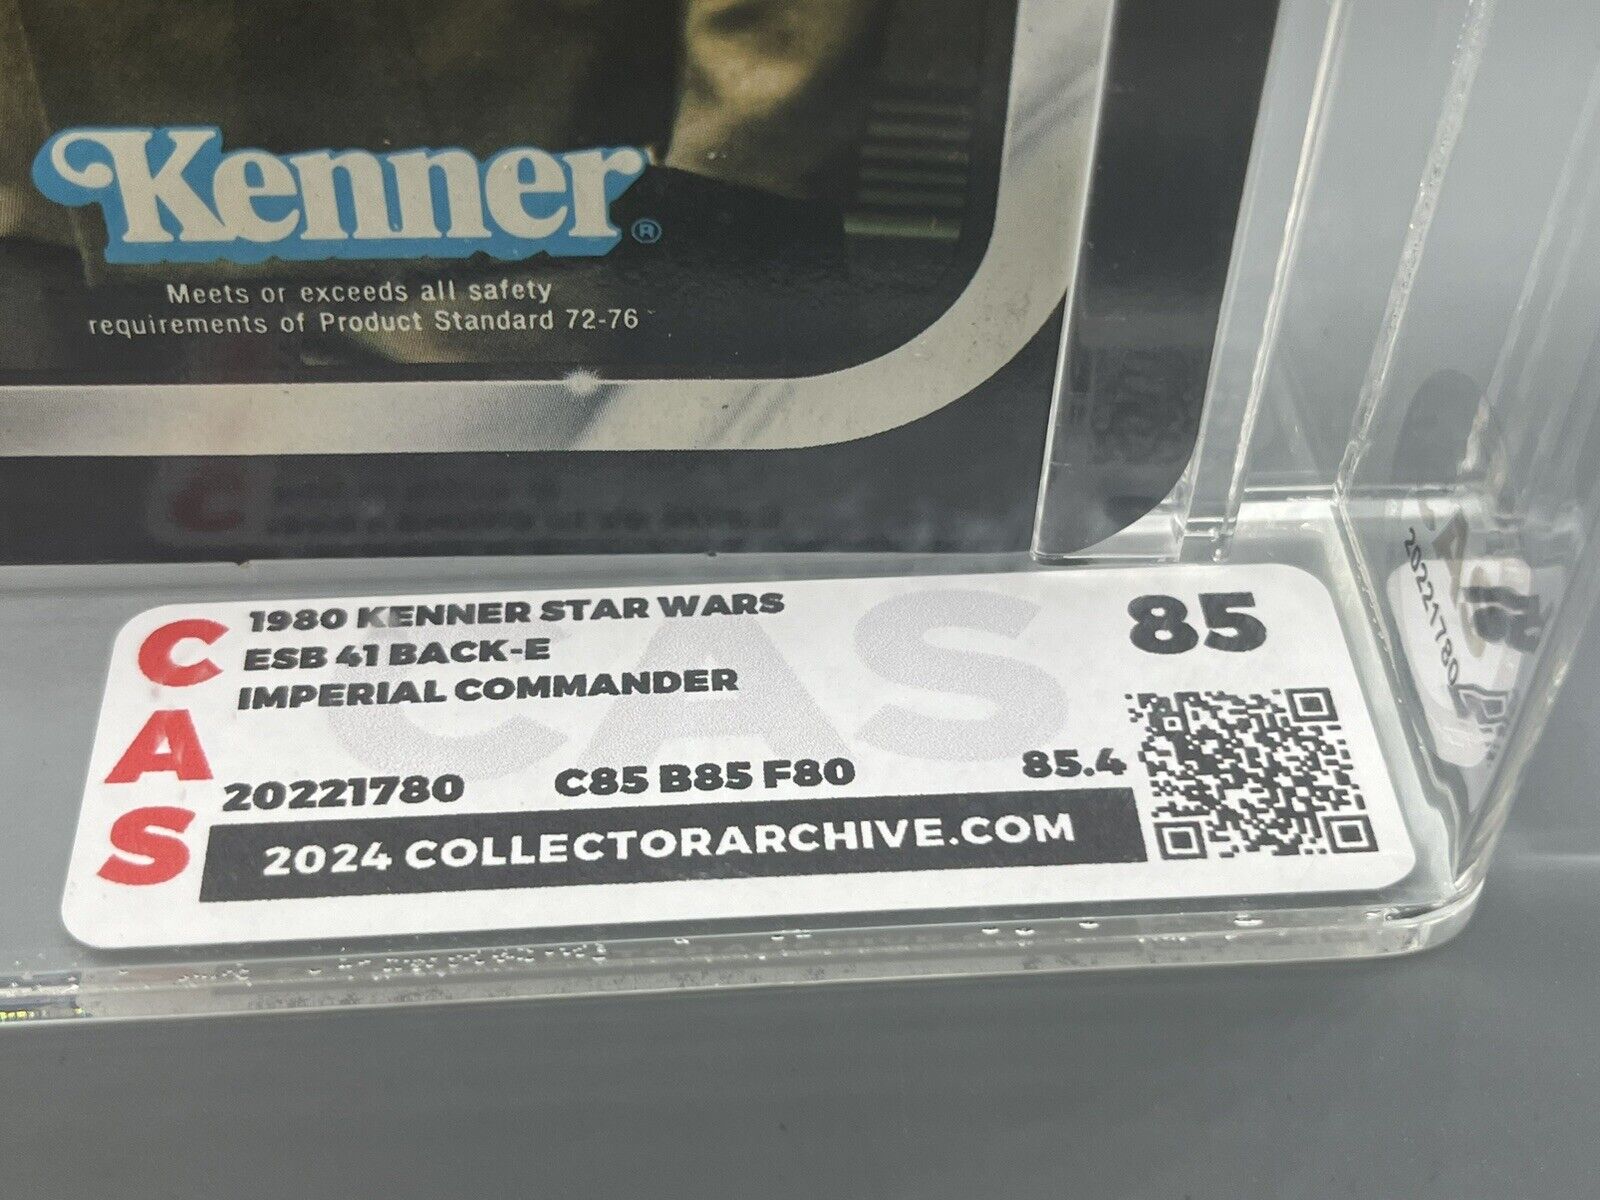 Kenner®
Meets or exceeds all safety
requirements of Product Standard 72-76
CAS
1980 KENNER STAR WARS
ESB 41 BACK-E
IMPERIAL COMMANDER
85
20221780 C85 B85 F80 85.4
2024 COLLECTORARCHIVE.COM
CAS
20221780